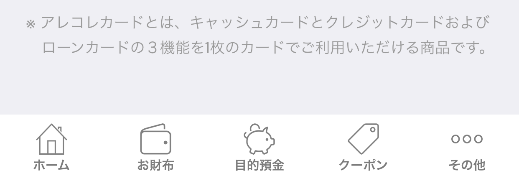 ※ アレコレカードとは、キャッシュカードとクレジットカードおよび
ローンカードの３機能を1枚のカードでご利用いただける商品です。
ホーム お財布 目的預金 クーポン その他